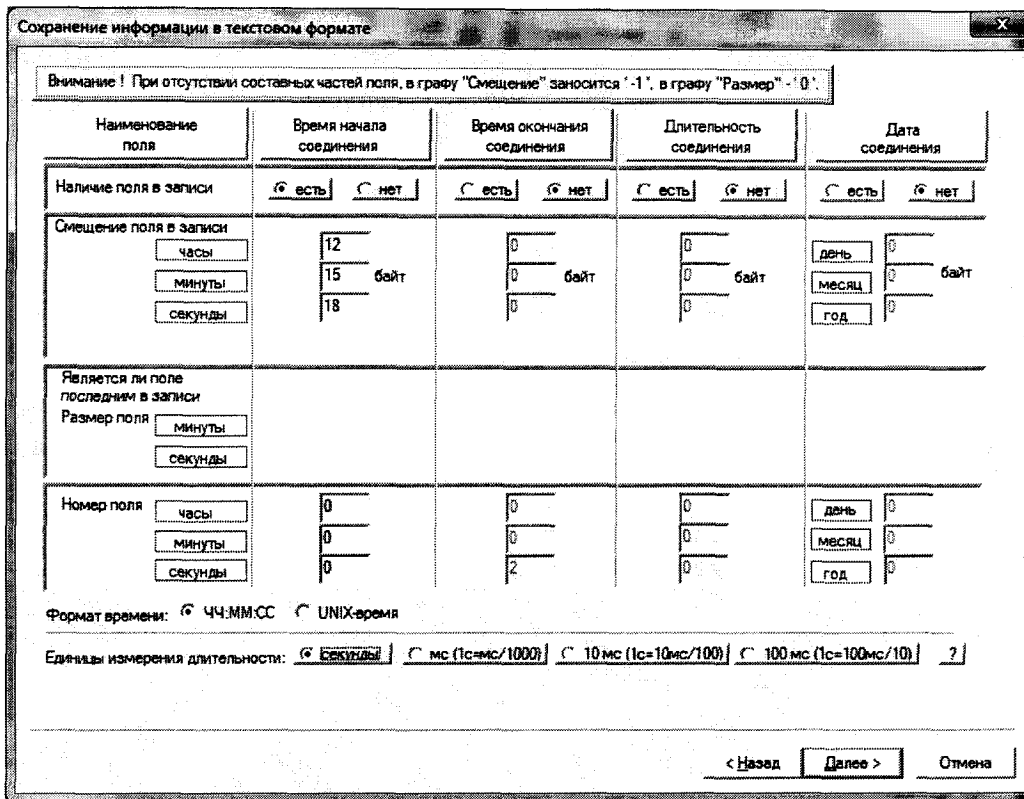 Сохранение информации в текстовом формате
Внимание ! При отсутствии составных частей поля, в графу "Смещение" заносится ' -1 ', в графу "Размер" - ' 0 '.
Наименование поля Время начала соединения Время окончания соединения Длительность соединения Дата соединения
Наличие поля в записи есть нет есть нет есть нет есть нет
Смещение поля в записи
часы 12 0 0 день 0
минуты 15 байт 0 байт 0 байт месяц 0 байт
секунды 18 0 0 год 0
Является ли поле
последним в записи
Размер поля минуты
секунды
Номер поля часы 0 0 0 день 0
минуты 0 0 0 месяц 0
секунды 0 2 0 год 0
Формат времени: ЧЧ:ММ:СС UNIX-время
Единицы измерения длительности: секунды мс (1с=мс/1000) 10 мс (1с=10мс/100) 100 мс (1с=100мс/10) ?
< Назад Далее > Отмена